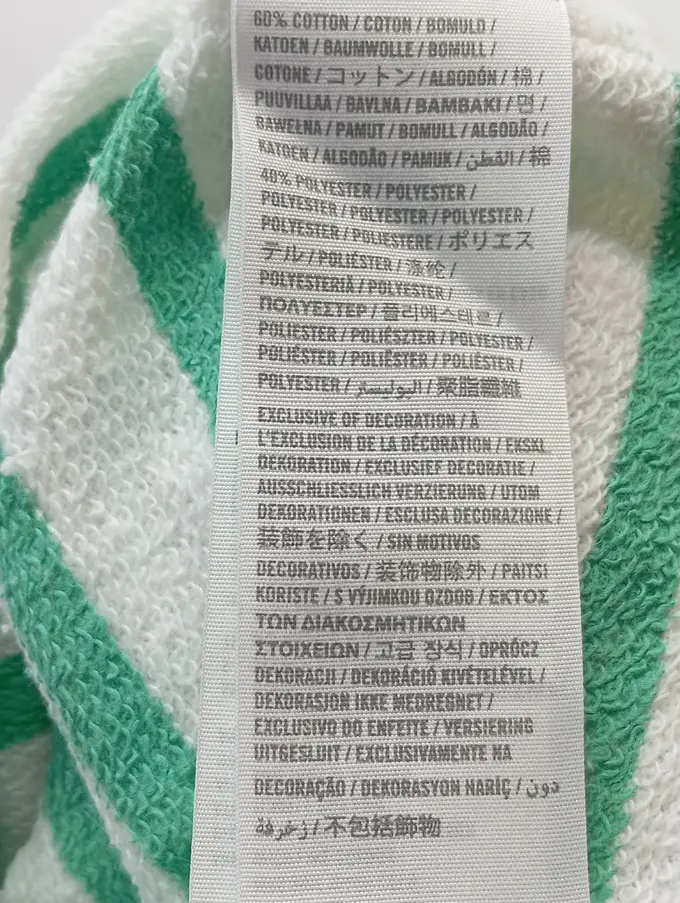 60% COTTON / COTON / BOMULD /
KATOEN / BAUMWOLLE / BOMULL /
COTONE / コットン / ALGODÓN / 棉 /
PUUVILLAA / BAVLNA / ΒΑΜΒΑΚΙ / 면 /
BAWEŁNA / PAMUT / BOMULL / ALGODÃO /
KATOEN / ALGODÃO / PAMUK / القطن / 棉
40% POLYESTER / POLYESTER /
POLYESTER / POLYESTER / POLYESTER /
POLYESTER / POLIESTERE / ポリエス
テル / POLIÉSTER / 涤纶 /
POLYESTERIÄ / POLYESTER /
ΠΟΛΥΕΣΤΕΡ / 폴리에스테르 /
POLIESTER / POLIÉSZTER / POLYESTER /
POLIÉSTER / POLIÉSTER / POLIÉSTER /
POLYESTER / البوليستر / 聚脂纖維
EXCLUSIVE OF DECORATION / À
L'EXCLUSION DE LA DÉCORATION / EKSKL
DEKORATION / EXCLUSIEF DECORATIE /
AUSSCHLIESSLICH VERZIERUNG / UTOM
DEKORATIONEN / ESCLUSA DECORAZIONE /
装飾を除く / SIN MOTIVOS
DECORATIVOS / 装饰物除外 / PAITSI
KORISTE / S VÝJIMKOU OZDOB / ΕΚΤΟΣ
ΤΩΝ ΔΙΑΚΟΣΜΗΤΙΚΩΝ
ΣΤΟΙΧΕΙΩΝ / 고급 장식 / OPRÓCZ
DEKORACJI / DEKORÁCIÓ KIVÉTELÉVEL /
DEKORASJON IKKE MEDREGNET /
EXCLUSIVO DO ENFEITE / VERSIERING
UITGESLUIT / EXCLUSIVAMENTE NA
DECORAÇÃO / DEKORASYON HARİÇ / دون
زخرفة / 不包括飾物